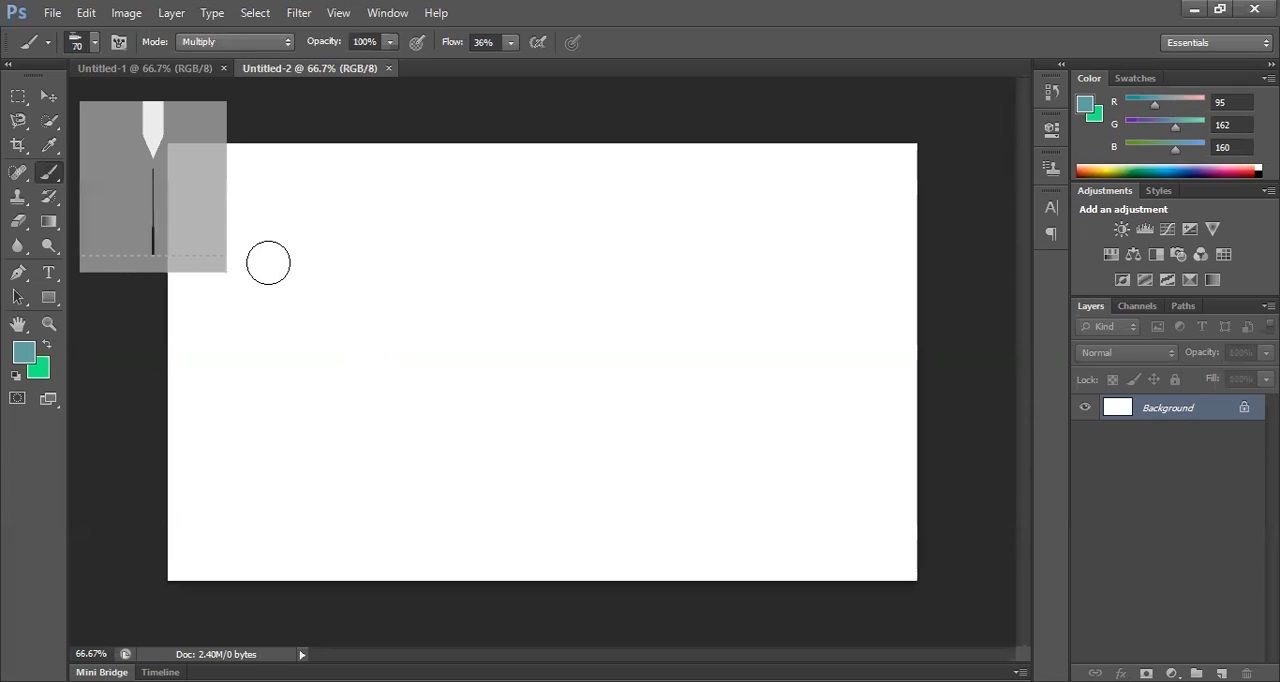 Ps File Edit Image Layer Type Select Filter View Window Help
70 Mode: Multiply Opacity: 100% Flow: 36% Essentials
Untitled-1 @ 66.7% (RGB/8) × Untitled-2 @ 66.7% (RGB/8) ×
Color Swatches
R 95
G 162
B 160
Adjustments Styles
Add an adjustment
Layers Channels Paths
Kind
Normal Opacity: 100%
Lock: Fill: 100%
Background
66.67% Doc: 2.40M/0 bytes
Mini Bridge Timeline